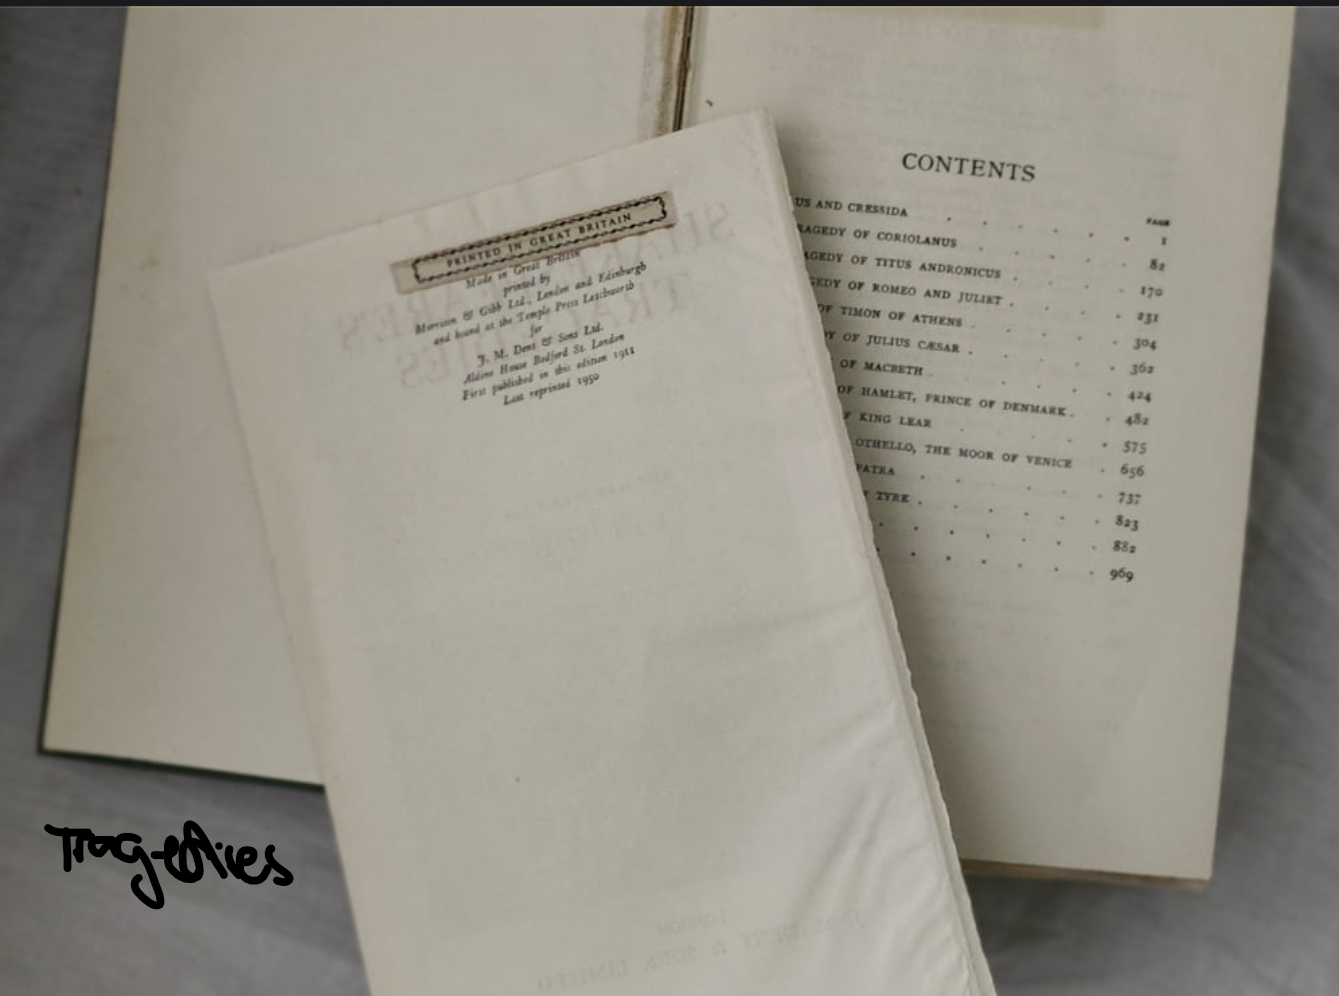 PRINTED IN GREAT BRITAIN
Made in Great Britain
printed by
Morrison & Gibb Ltd., London and Edinburgh
and bound at the Temple Press Letchworth
for
J. M. Dent & Sons Ltd.
Aldine House Bedford St. London
First published in this edition 1911
Last reprinted 1950
CONTENTS
PAGE
US AND CRESSIDA . . . . . . 1
RAGEDY OF CORIOLANUS . . . . . 82
AGEDY OF TITUS ANDRONICUS . . . . 170
GEDY OF ROMEO AND JULIET . . . . 231
OF TIMON OF ATHENS . . . . . 304
Y OF JULIUS CÆSAR . . . . . 362
OF MACBETH . . . . . . 424
OF HAMLET, PRINCE OF DENMARK . . 482
F KING LEAR . . . . . 575
OTHELLO, THE MOOR OF VENICE . 656
PATRA . . . . . . 737
TYRE . . . . . . 823
. . . . . . 882
. . . . . . 969
Tragedies